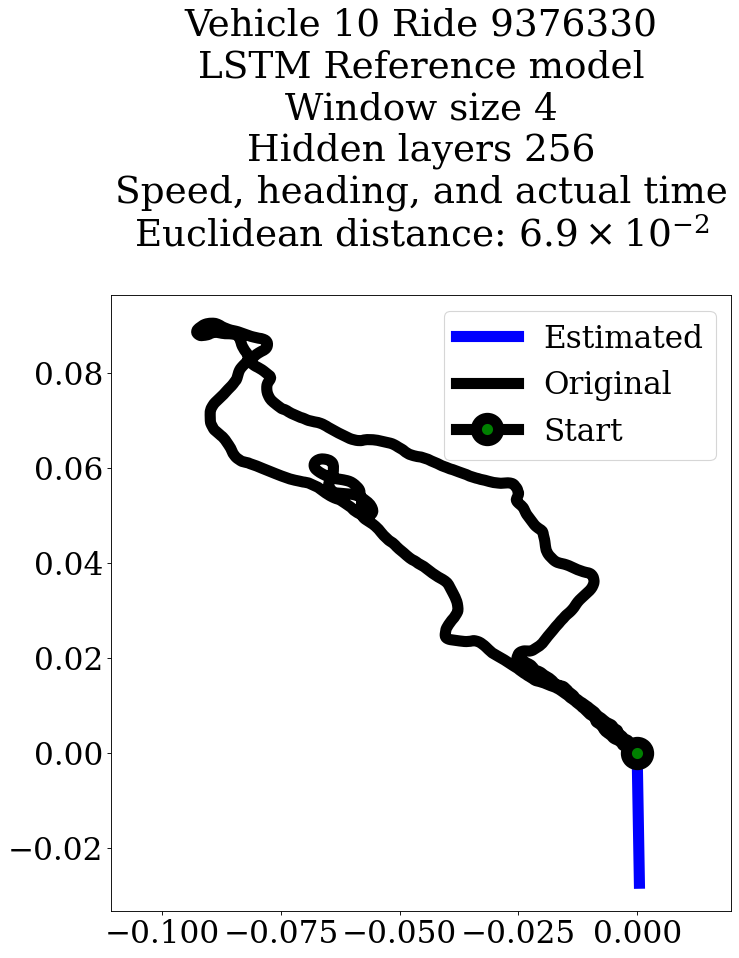 Vehicle 10 Ride 9376330
LSTM Reference model
Window size 4
Hidden layers 256
Speed, heading, and actual time
Euclidean distance: 6.9 × 10⁻²
Estimated
Original
Start
0.08
0.06
0.04
0.02
0.00
−0.02
−0.100 −0.075 −0.050 −0.025 0.000